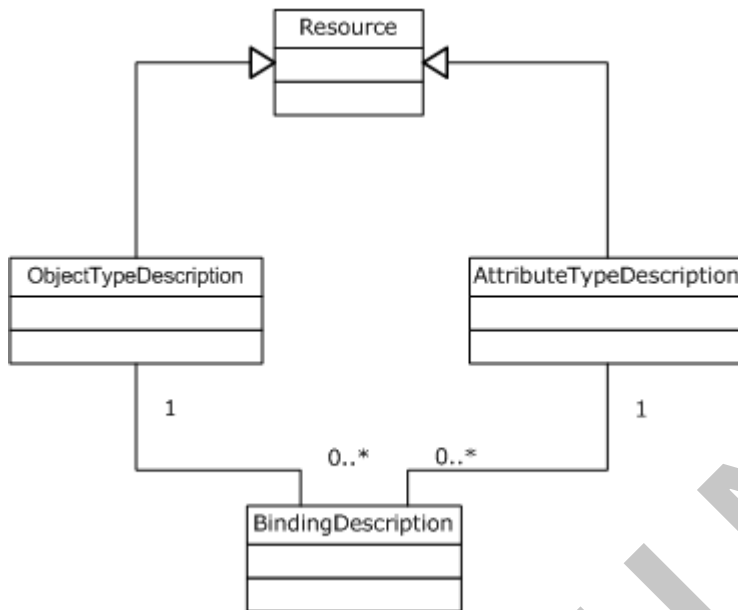 Resource
ObjectTypeDescription
AttributeTypeDescription
1
1
0..*
0..*
BindingDescription